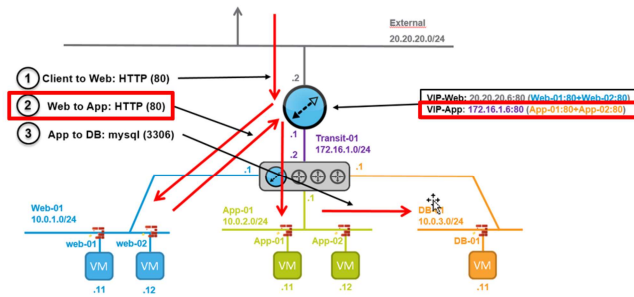 External
20.20.20.0/24
1 Client to Web: HTTP (80)
2 Web to App: HTTP (80)
3 App to DB: mysql (3306)
.2
VIP-Web: 20.20.20.6:80 (Web-01:80+Web-02:80)
VIP-App: 172.16.1.6:80 (App-01:80+App-02:80)
.1
Transit-01
172.16.1.0/24
.2
.1
.1
.1
Web-01
10.0.1.0/24
App-01
10.0.2.0/24
DB-01
10.0.3.0/24
web-01
web-02
App-01
App-02
DB-01
VM
VM
VM
VM
VM
.11
.12
.11
.12
.11